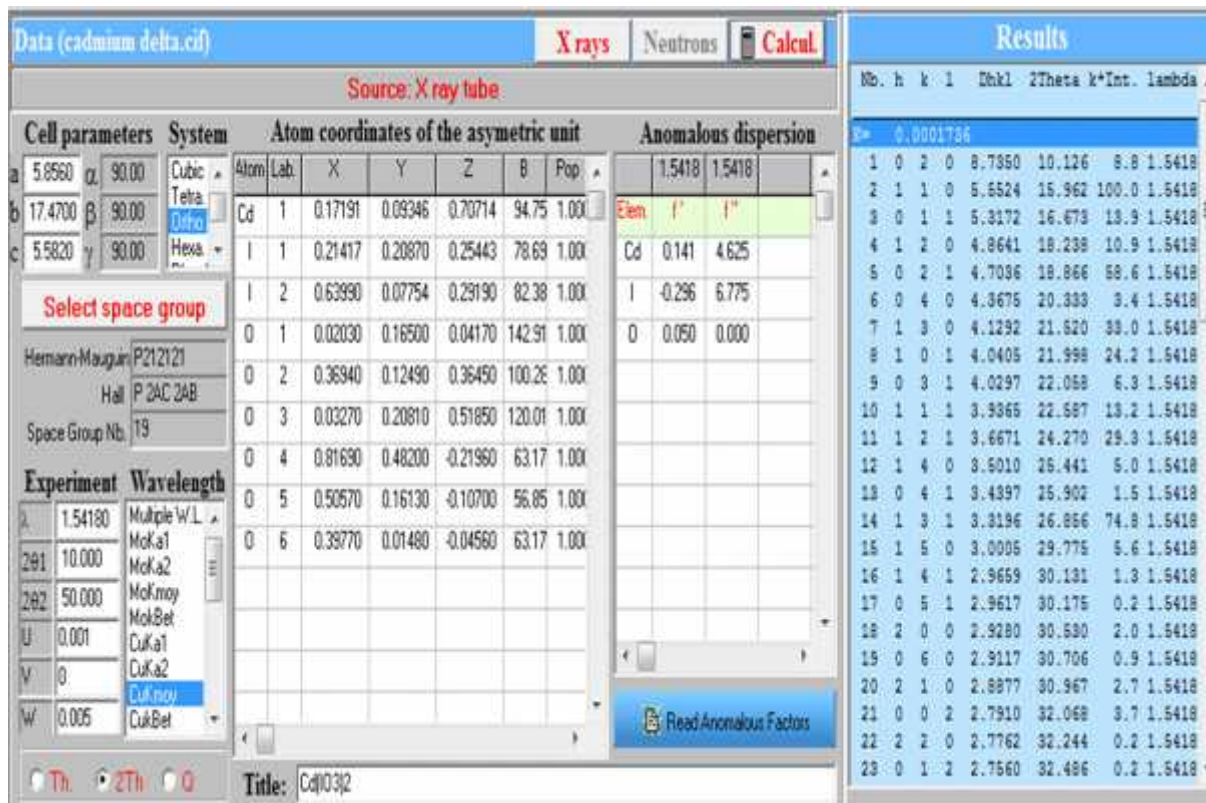 Data (cadmium delta.cif) X rays Neutrons Calcul.
Source: X ray tube
Cell parameters System
a 5.8560 α 90.00
b 17.4700 β 90.00
c 5.5820 γ 90.00
Cubic
Tetra.
Ortho
Hexa.
Select space group
Hermann-Mauguin P212121
Hall P 2AC 2AB
Space Group Nb. 19
Experiment Wavelength
λ 1.54180
2θ1 10.000
2θ2 50.000
U 0.001
V 0
W 0.005
Multiple W.L.
MoKa1
MoKa2
MoKmoy
MokBet
CuKa1
CuKa2
CuKmoy
CukBet
Th. 2Th Q
Atom coordinates of the asymetric unit
Atom Lab. X Y Z B Pop
Cd 1 0.17191 0.09346 0.70714 94.75 1.00
I 1 0.21417 0.20870 0.25443 78.69 1.00
I 2 0.63990 0.07754 0.29190 82.38 1.00
O 1 0.02030 0.16500 0.04170 142.91 1.00
O 2 0.36940 0.12490 0.36450 100.26 1.00
O 3 0.03270 0.20810 0.51850 120.01 1.00
O 4 0.81690 0.48200 -0.21960 63.17 1.00
O 5 0.50570 0.16130 -0.10700 56.85 1.00
O 6 0.39770 0.01480 -0.04560 63.17 1.00
Anomalous dispersion
1.5418 1.5418
Elem f' f"
Cd 0.141 4.625
I -0.296 6.775
O 0.050 0.000
Read Anomalous Factors
Title: Cd|IO3|2
Results
Nb. h k l Dhkl 2Theta k*Int. lambda
K= 0.0001736
1 0 2 0 8.7350 10.126 8.8 1.5418
2 1 1 0 5.5524 15.962 100.0 1.5418
3 0 1 1 5.3172 16.673 13.9 1.5418
4 1 2 0 4.8641 18.238 10.9 1.5418
5 0 2 1 4.7036 18.866 58.6 1.5418
6 0 4 0 4.3675 20.333 3.4 1.5418
7 1 3 0 4.1292 21.520 33.0 1.5418
8 1 0 1 4.0405 21.998 24.2 1.5418
9 0 3 1 4.0297 22.058 6.3 1.5418
10 1 1 1 3.9365 22.587 13.2 1.5418
11 1 2 1 3.6671 24.270 29.3 1.5418
12 1 4 0 3.5010 25.441 5.0 1.5418
13 0 4 1 3.4397 25.902 1.5 1.5418
14 1 3 1 3.3196 26.856 74.8 1.5418
15 1 5 0 3.0005 29.775 5.6 1.5418
16 1 4 1 2.9659 30.131 1.3 1.5418
17 0 5 1 2.9617 30.175 0.2 1.5418
18 2 0 0 2.9280 30.530 2.0 1.5418
19 0 6 0 2.9117 30.706 0.9 1.5418
20 2 1 0 2.8877 30.967 2.7 1.5418
21 0 0 2 2.7910 32.068 3.7 1.5418
22 2 2 0 2.7762 32.244 0.2 1.5418
23 0 1 2 2.7560 32.486 0.2 1.5418